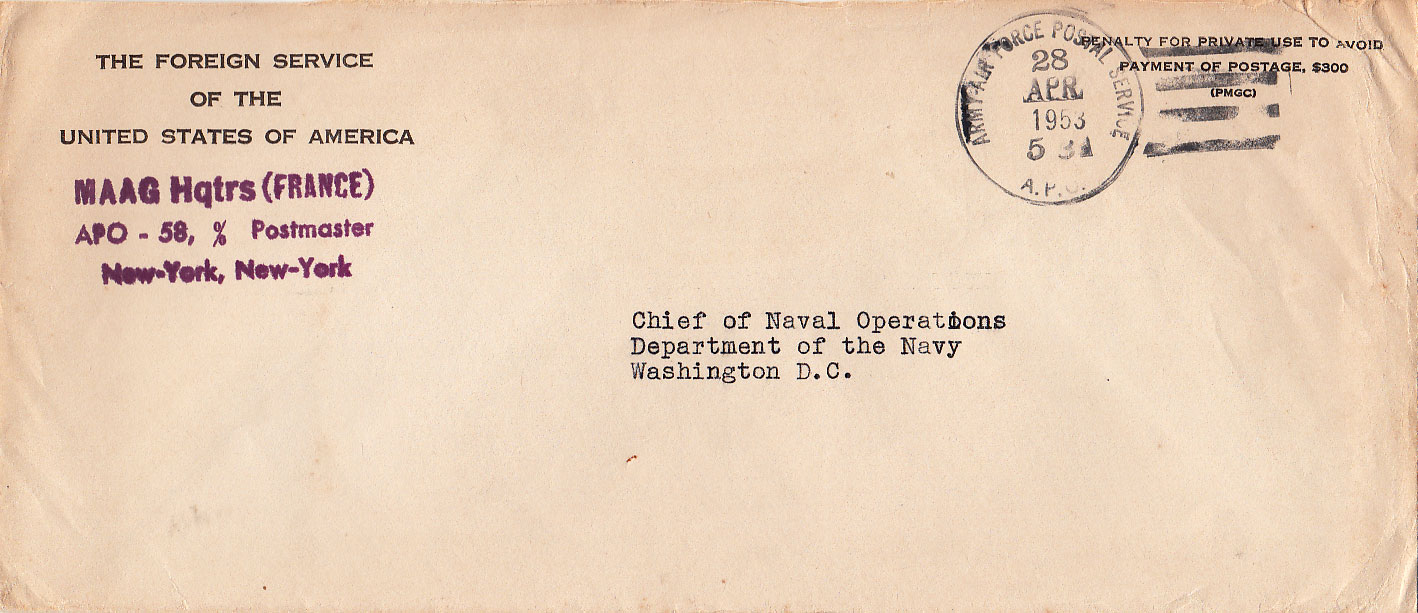 THE FOREIGN SERVICE
OF THE
UNITED STATES OF AMERICA
MAAG Hqtrs (FRANCE)
APO - 58, % Postmaster
New-York, New-York
ARMY-AIR FORCE POSTAL SERVICE
28
APR
1953
A.P.O.
PENALTY FOR PRIVATE USE TO AVOID
PAYMENT OF POSTAGE, $300
(PMGC)
Chief of Naval Operations
Department of the Navy
Washington D.C.